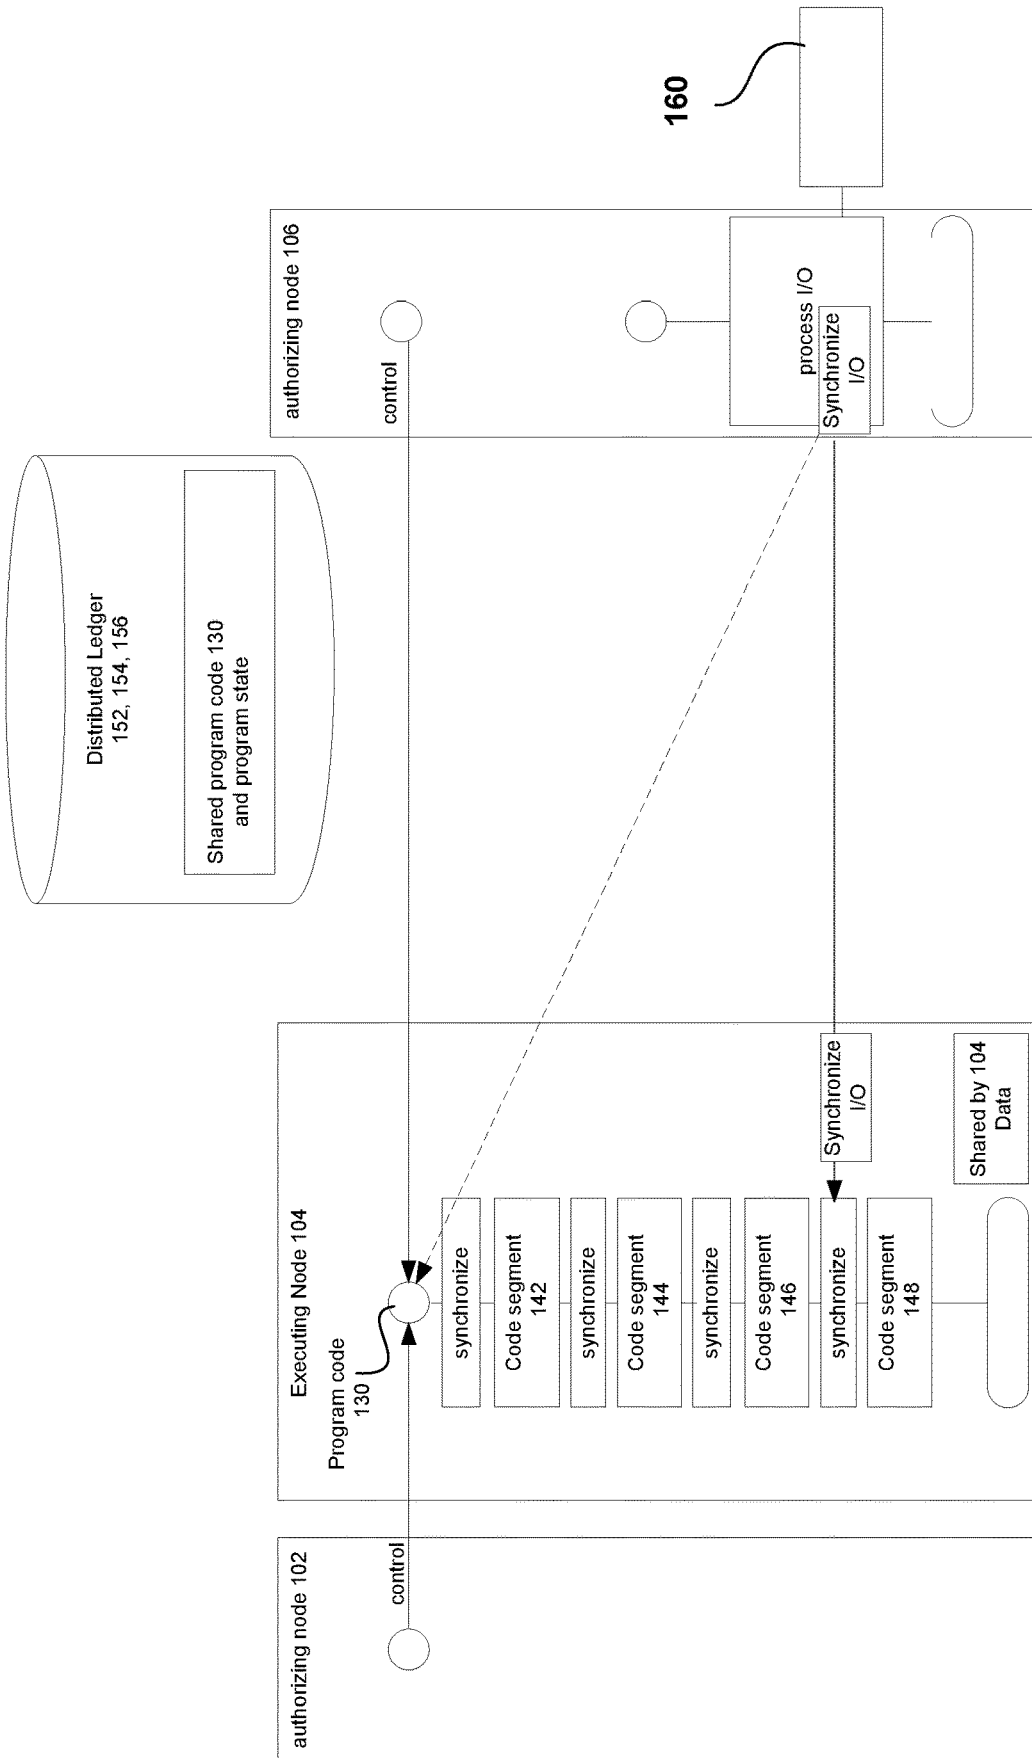 Distributed Ledger
152, 154, 156
Shared program code 130
and program state
authorizing node 102
control
Executing Node 104
Program code
130
synchronize
Code segment
142
synchronize
Code segment
144
synchronize
Code segment
146
synchronize
Code segment
148
Synchronize
I/O
Shared by 104
Data
authorizing node 106
control
process I/O
Synchronize
I/O
160